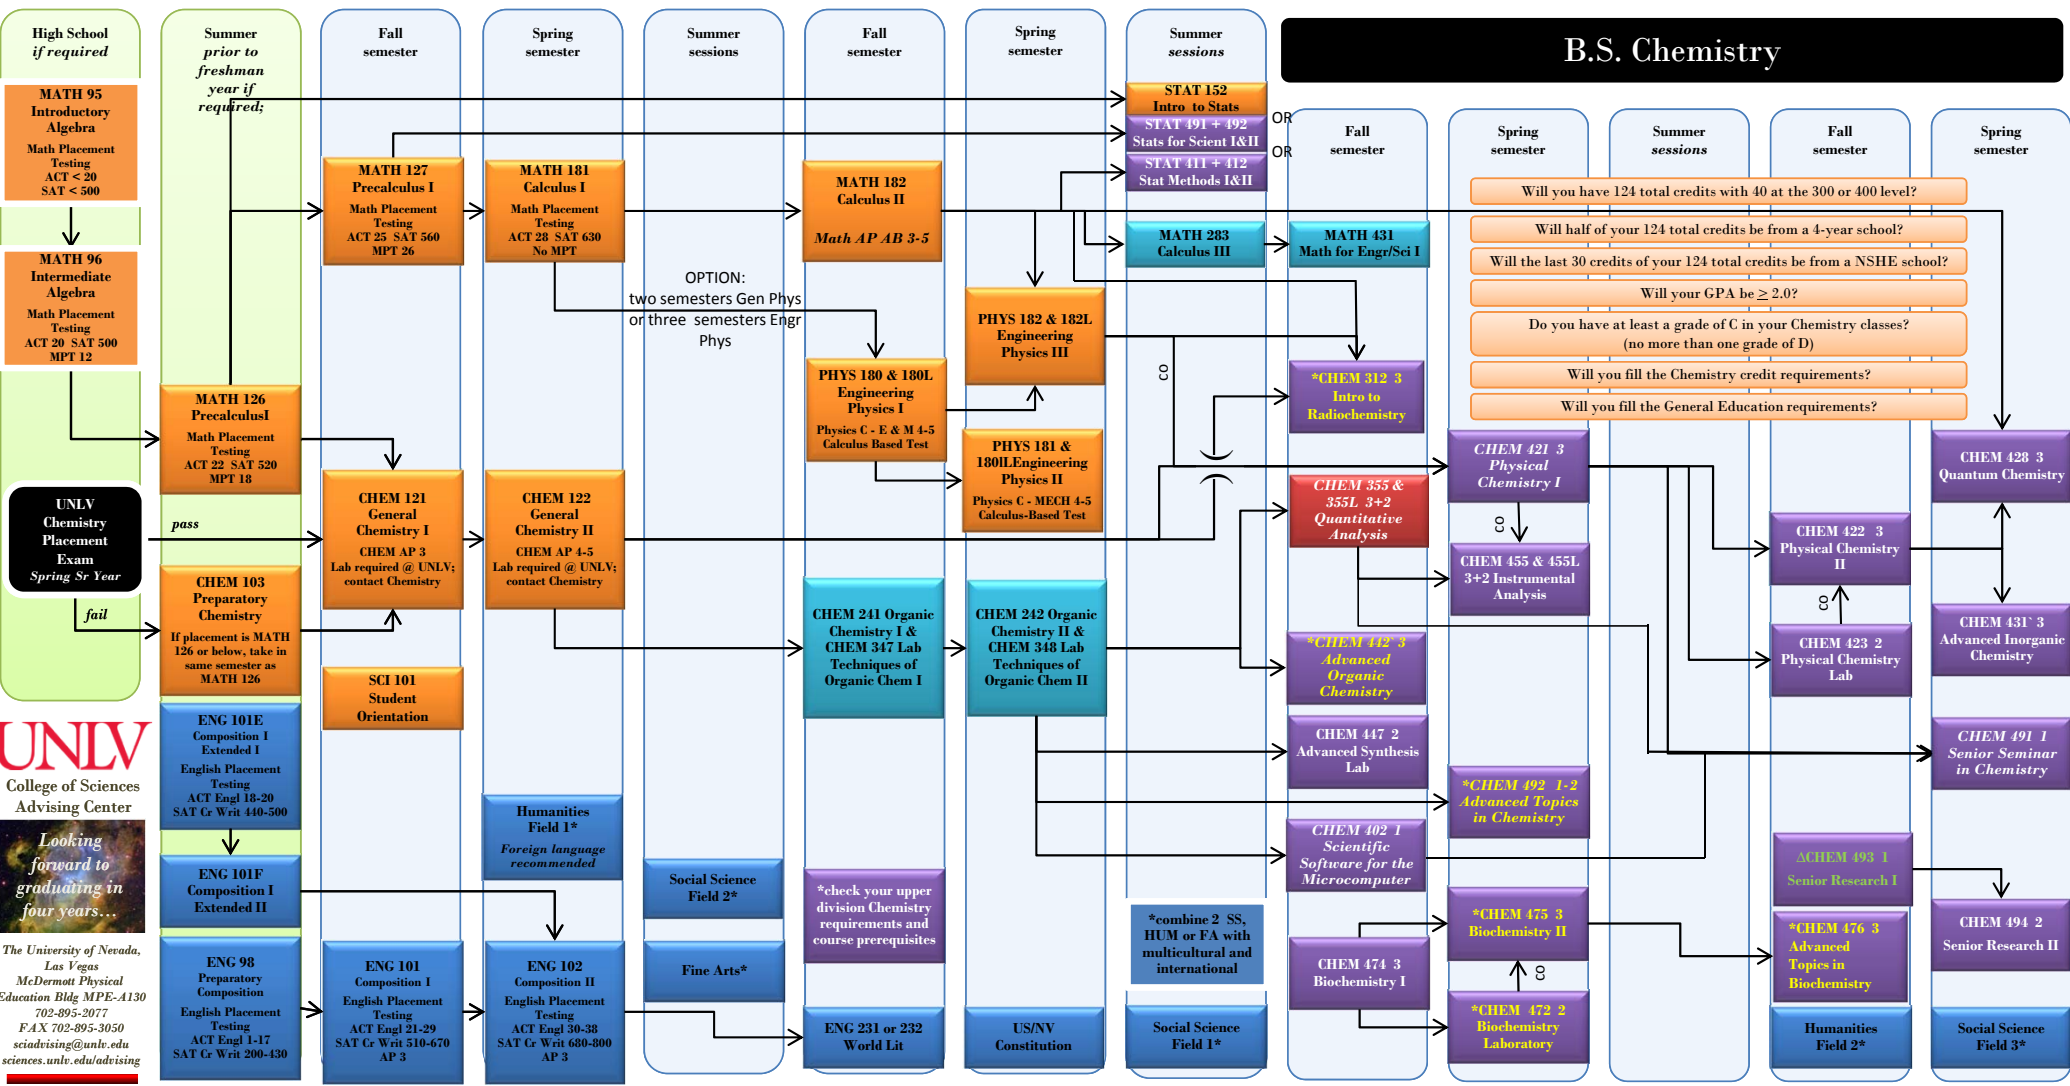 High School
if required
MATH 95
Introductory
Algebra
Math Placement
Testing
ACT < 20
SAT < 500
MATH 96
Intermediate
Algebra
Math Placement
Testing
ACT 20  SAT 500
MPT 12
UNLV
Chemistry
Placement
Exam
Spring Sr Year
pass
fail
UNLV
College of Sciences
Advising Center
Looking
forward to
graduating in
four years…
The University of Nevada,
Las Vegas
McDermott Physical
Education Bldg MPE-A130
702-895-2077
FAX 702-895-3050
sciadvising@unlv.edu
sciences.unlv.edu/advising
Summer
prior to
freshman
year if
required;
MATH 126
PrecalculusI
Math Placement
Testing
ACT 22  SAT 520
MPT 18
CHEM 103
Preparatory
Chemistry
If placement is MATH
126 or below, take in
same semester as
MATH 126
ENG 101E
Composition I
Extended I
English Placement
Testing
ACT Engl 18-20
SAT Cr Writ 440-500
ENG 101F
Composition I
Extended II
ENG 98
Preparatory
Composition
English Placement
Testing
ACT Engl 1-17
SAT Cr Writ 200-430
Fall
semester
MATH 127
Precalculus I
Math Placement
Testing
ACT 25  SAT 560
MPT 26
CHEM 121
General
Chemistry I
CHEM AP 3
Lab required @ UNLV;
contact Chemistry
SCI 101
Student
Orientation
ENG 101
Composition I
English Placement
Testing
ACT Engl 21-29
SAT Cr Writ 510-670
AP 3
Spring
semester
MATH 181
Calculus I
Math Placement
Testing
ACT 28  SAT 630
No MPT
CHEM 122
General
Chemistry II
CHEM AP 4-5
Lab required @ UNLV;
contact Chemistry
Humanities
Field 1*
Foreign language
recommended
ENG 102
Composition II
English Placement
Testing
ACT Engl 30-38
SAT Cr Writ 680-800
AP 3
Summer
sessions
OPTION:
two semesters Gen Phys
or three  semesters Engr
Phys
Social Science
Field 2*
Fine Arts*
Fall
semester
MATH 182
Calculus II
Math AP AB 3-5
PHYS 180 & 180L
Engineering
Physics I
Physics C - E & M 4-5
Calculus Based Test
CHEM 241 Organic
Chemistry I &
CHEM 347 Lab
Techniques of
Organic Chem I
*check your upper
division Chemistry
requirements and
course prerequisites
ENG 231 or 232
World Lit
Spring
semester
PHYS 182 & 182L
Engineering
Physics III
PHYS 181 &
180lLEngineering
Physics II
Physics C - MECH 4-5
Calculus-Based Test
CHEM 242 Organic
Chemistry II &
CHEM 348 Lab
Techniques of
Organic Chem II
US/NV
Constitution
Summer
sessions
STAT 152
Intro  to Stats
OR
STAT 491 + 492
Stats for Scient I&II
OR
STAT 411 + 412
Stat Methods I&II
MATH 283
Calculus III
co
*combine 2  SS,
HUM or FA with
multicultural and
international
Social Science
Field 1*
B.S. Chemistry
Fall
semester
MATH 431
Math for Engr/Sci I
*CHEM 312  3
Intro to
Radiochemistry
CHEM 355 &
355L  3+2
Quantitative
Analysis
*CHEM 442` 3
Advanced
Organic
Chemistry
CHEM 447  2
Advanced Synthesis
Lab
CHEM 402  1
Scientific
Software for the
Microcomputer
CHEM 474  3
Biochemistry I
Spring
semester
Summer
sessions
Fall
semester
Spring
semester
Will you have 124 total credits with 40 at the 300 or 400 level?
Will half of your 124 total credits be from a 4-year school?
Will the last 30 credits of your 124 total credits be from a NSHE school?
Will your GPA be ≥ 2.0?
Do you have at least a grade of C in your Chemistry classes?
(no more than one grade of D)
Will you fill the Chemistry credit requirements?
Will you fill the General Education requirements?
CHEM 421  3
Physical
Chemistry I
co
CHEM 455 & 455L
3+2 Instrumental
Analysis
*CHEM 492  1-2
Advanced Topics
in Chemistry
*CHEM 475  3
Biochemistry II
co
*CHEM  472  2
Biochemistry
Laboratory
CHEM 422  3
Physical Chemistry
II
co
CHEM 423  2
Physical Chemistry
Lab
ΔCHEM 493  1
Senior Research I
*CHEM 476  3
Advanced
Topics in
Biochemistry
Humanities
Field 2*
CHEM 428  3
Quantum Chemistry
CHEM 431` 3
Advanced Inorganic
Chemistry
CHEM 491  1
Senior Seminar
in Chemistry
CHEM 494  2
Senior Research II
Social Science
Field 3*